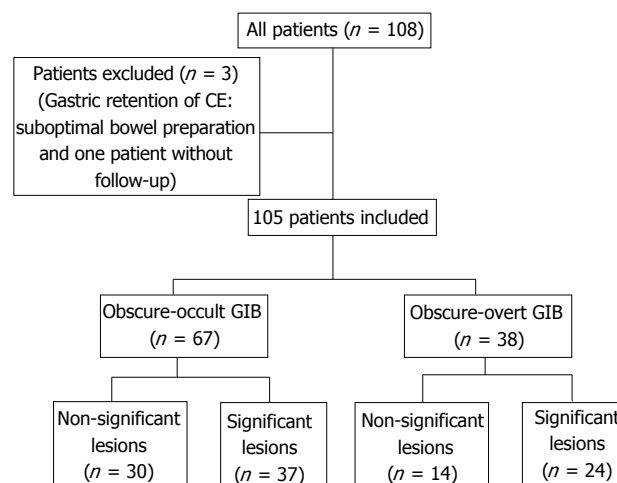 All patients (n = 108)
Patients excluded (n = 3)
(Gastric retention of CE:
suboptimal bowel preparation
and one patient without
follow-up)
105 patients included
Obscure-occult GIB
(n = 67)
Obscure-overt GIB
(n = 38)
Non-significant
lesions
(n = 30)
Significant
lesions
(n = 37)
Non-significant
lesions
(n = 14)
Significant
lesions
(n = 24)